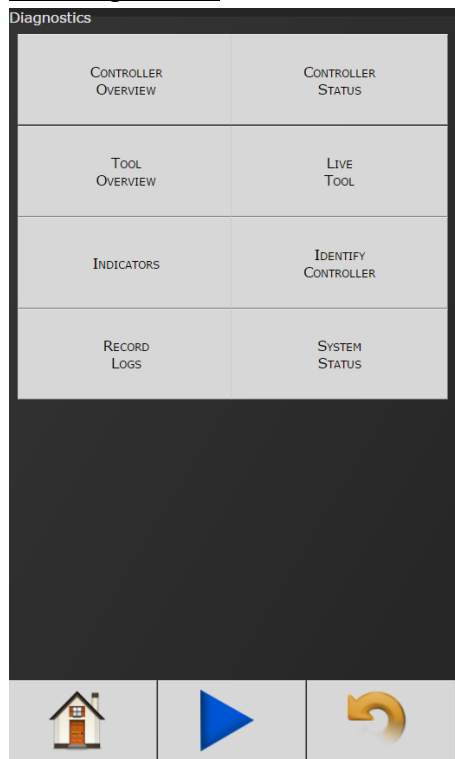 Diagnostics
CONTROLLER
OVERVIEW
CONTROLLER
STATUS
TOOL
OVERVIEW
LIVE
TOOL
INDICATORS
IDENTIFY
CONTROLLER
RECORD
LOGS
SYSTEM
STATUS